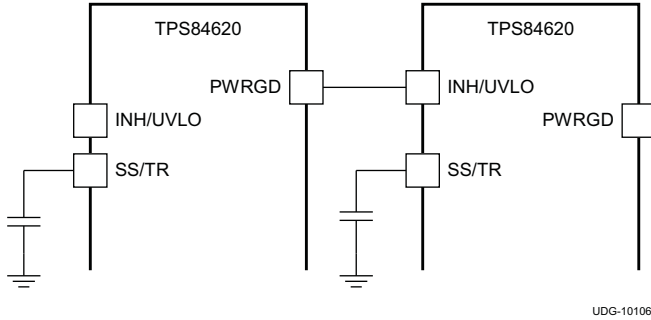 TPS84620
TPS84620
PWRGD
INH/UVLO
INH/UVLO
PWRGD
SS/TR
SS/TR
UDG-10106